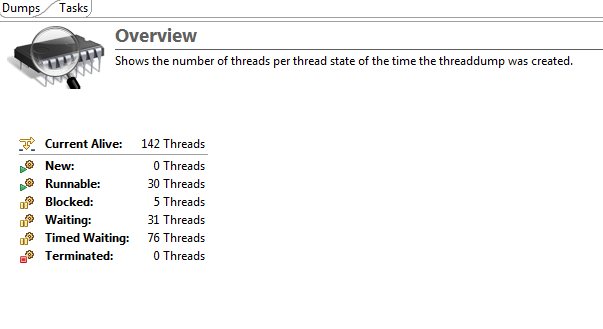 Dumps Tasks
Overview
Shows the number of threads per thread state of the time the threaddump was created.
Current Alive: 142 Threads
New: 0 Threads
Runnable: 30 Threads
Blocked: 5 Threads
Waiting: 31 Threads
Timed Waiting: 76 Threads
Terminated: 0 Threads